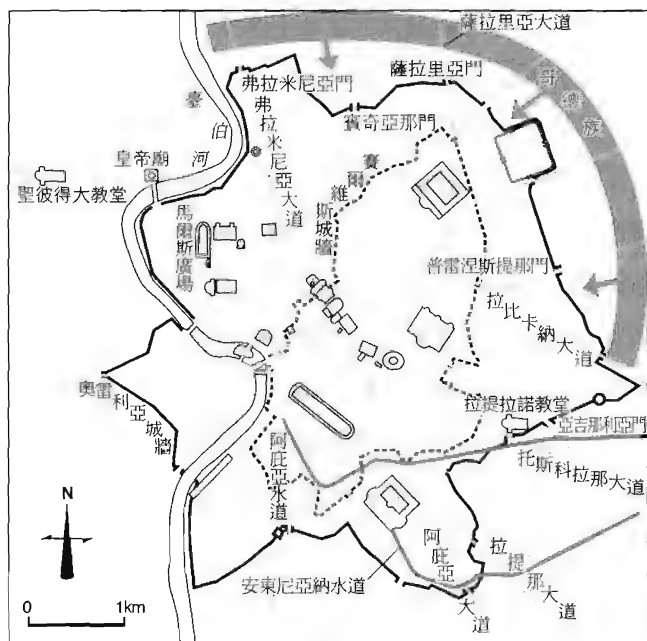 薩拉里亞大道
哥德族
弗拉米尼亞門
薩拉里亞門
賓奇亞那門
臺伯河
弗拉米尼亞大道
皇帝廟
聖彼得大教堂
賽爾維斯城牆
馬爾斯廣場
普雷涅斯提那門
拉比卡納大道
奧雷利亞城牆
拉提拉諾教堂
亞吉那利亞門
托斯科拉那大道
阿庇亞水道
阿庇亞大道
拉提那大道
安東尼亞納水道
N
0 1km